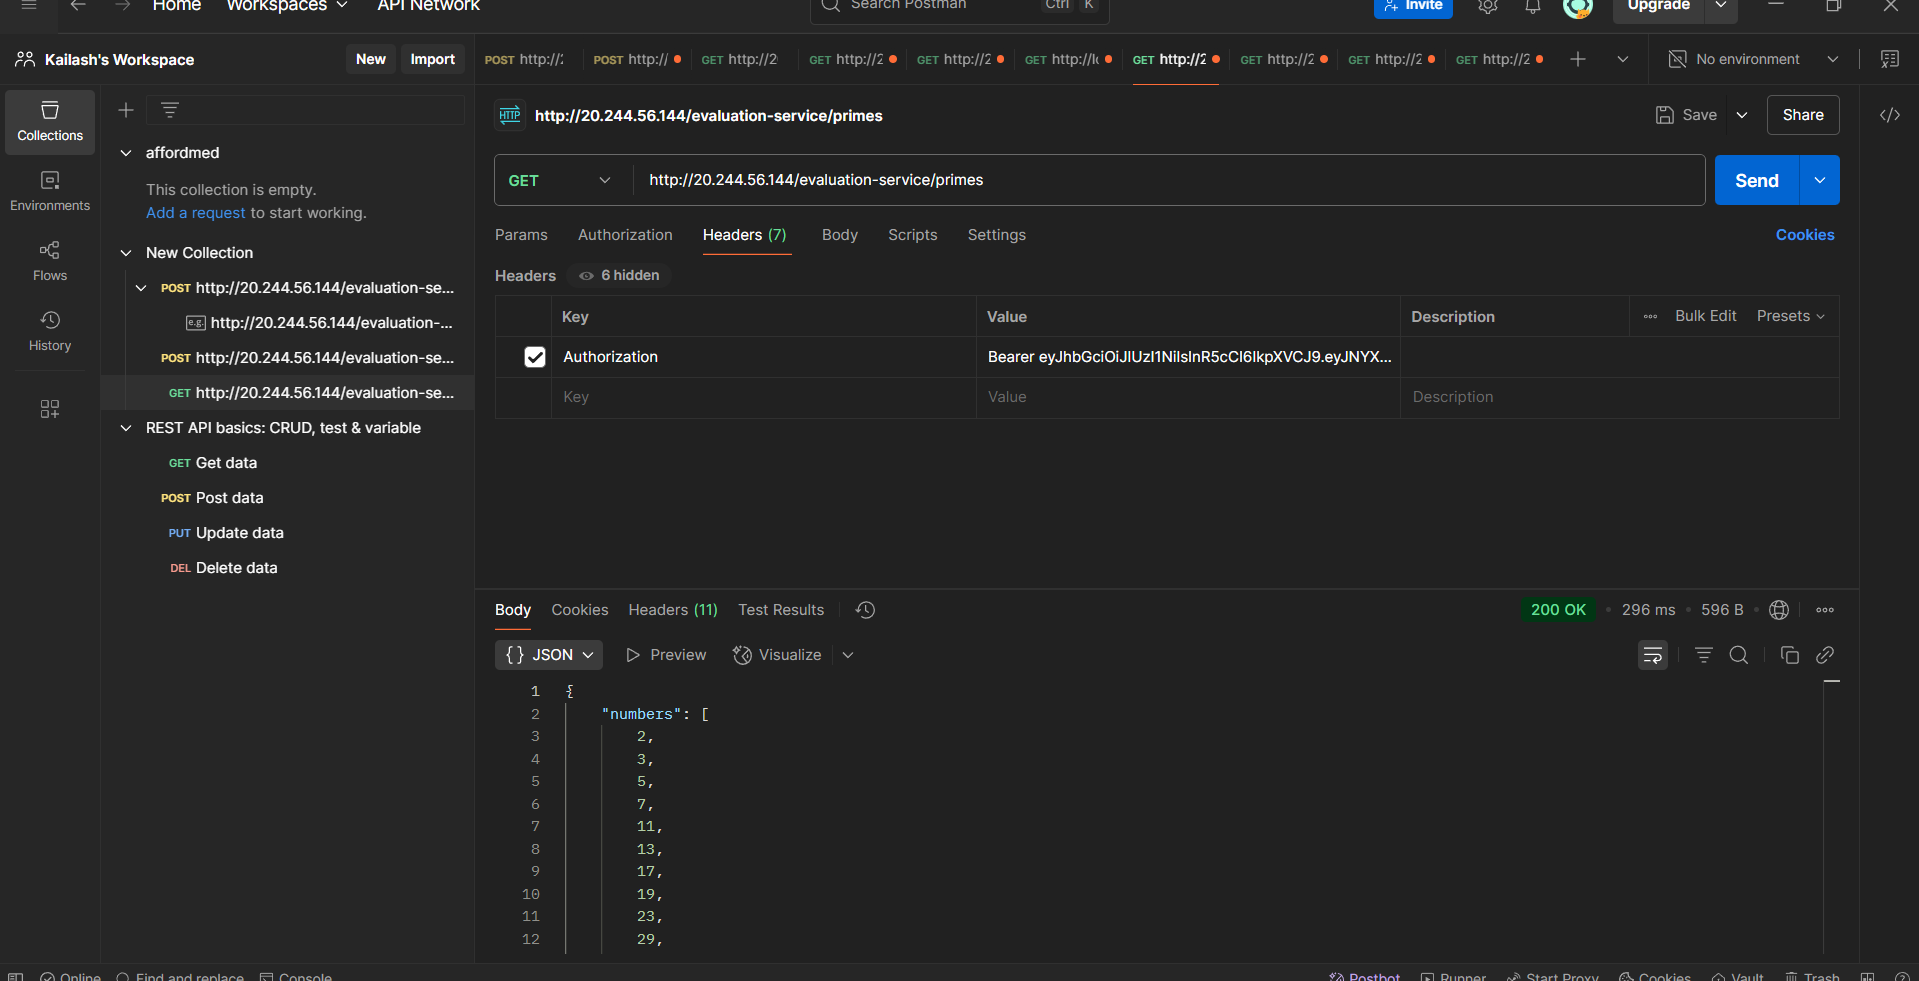 Home Workspaces API Network Search Postman Ctrl K Invite Upgrade
Kailash's Workspace New Import
POST http://2 POST http:// GET http://2 GET http://2 GET http://2 GET http://lo GET http://2 GET http://2 GET http://2 GET http://2 No environment
Collections
Environments
Flows
History
affordmed
This collection is empty.
Add a request to start working.
New Collection
POST http://20.244.56.144/evaluation-se...
e.g. http://20.244.56.144/evaluation-...
POST http://20.244.56.144/evaluation-se...
GET http://20.244.56.144/evaluation-se...
REST API basics: CRUD, test & variable
GET Get data
POST Post data
PUT Update data
DEL Delete data
HTTP http://20.244.56.144/evaluation-service/primes Save Share
GET http://20.244.56.144/evaluation-service/primes Send
Params Authorization Headers (7) Body Scripts Settings Cookies
Headers 6 hidden
Key Value Description Bulk Edit Presets
Authorization Bearer eyJhbGciOiJIUzI1NiIsInR5cCI6IkpXVCJ9.eyJNYX...
Key Value Description
Body Cookies Headers (11) Test Results 200 OK 296 ms 596 B
{} JSON Preview Visualize
1 {
2 "numbers": [
3 2,
4 3,
5 5,
6 7,
7 11,
8 13,
9 17,
10 19,
11 23,
12 29,
Online Find and replace Console Postbot Runner Start Proxy Cookies Vault Trash